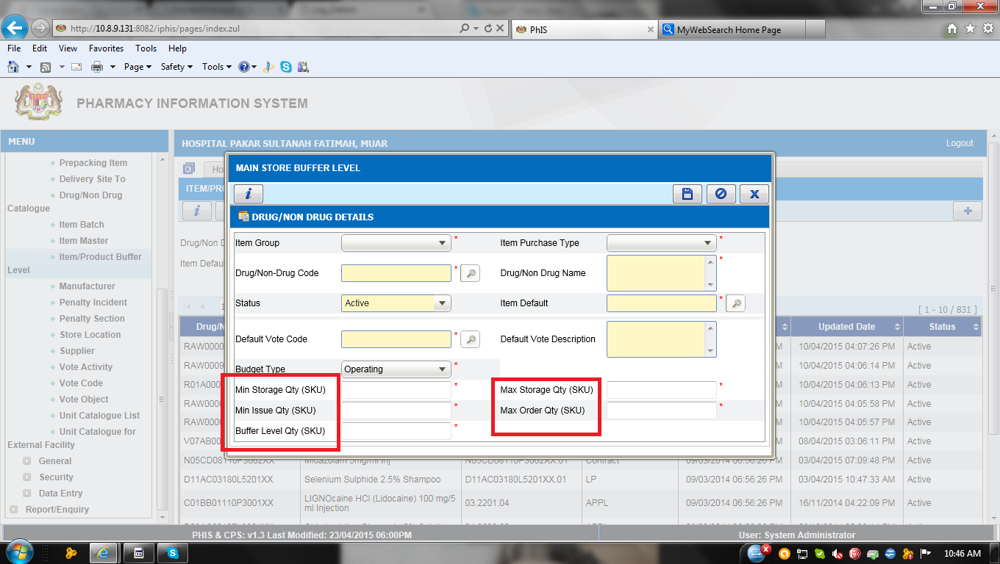 http://10.8.9.131:8082/iphis/pages/index.zul
PhIS
MyWebSearch Home Page
File Edit View Favorites Tools Help
Page Safety Tools
PHARMACY INFORMATION SYSTEM
MENU
HOSPITAL PAKAR SULTANAH FATIMAH, MUAR
Logout
Prepacking Item
Delivery Site To
Drug/Non Drug
Catalogue
Item Batch
Item Master
Item/Product Buffer
Level
Manufacturer
Penalty Incident
Penalty Section
Store Location
Supplier
Vote Activity
Vote Code
Vote Object
Unit Catalogue List
Unit Catalogue for
External Facility
General
Security
Data Entry
Report/Enquiry
Ho
ITEM/PRO
Drug/Non D
Item Defau
MAIN STORE BUFFER LEVEL
DRUG/NON DRUG DETAILS
Item Group * Item Purchase Type *
Drug/Non-Drug Code * Drug/Non Drug Name *
Status Active Item Default *
Default Vote Code * Default Vote Description
Budget Type Operating *
Min Storage Qty (SKU) * Max Storage Qty (SKU) *
Min Issue Qty (SKU) * Max Order Qty (SKU) *
Buffer Level Qty (SKU) *
[ 1 - 10 / 831 ]
Drug/N Updated Date Status
RAW0000 M 10/04/2015 04:07:26 PM Active
RAW0009 M 10/04/2015 04:06:14 PM Active
R01A000 M 10/04/2015 04:06:13 PM Active
RAW0000 M 10/04/2015 04:05:58 PM Active
RAW0000 M 10/04/2015 04:05:57 PM Active
V07AB00 M 08/04/2015 03:06:11 PM Active
N05CD08110P3002XX Midazolam 5mg/ml Inj N05CD08110P3002XX.01 Contract 09/03/2014 06:56:26 PM 03/04/2015 07:09:48 PM Active
D11AC03180L5201XX Selenium Sulphide 2.5% Shampoo D11AC03180L5201XX.01 LP 09/03/2014 06:56:26 PM 03/04/2015 10:47:33 AM Active
C01BB01110P3001XX LIGNOcaine HCl (Lidocaine) 100 mg/5 ml Injection 03.2201.04 APPL 09/03/2014 06:56:26 PM 16/11/2014 04:22:09 PM Active
PHIS & CPS: v1.3 Last Modified: 23/04/2015 06:00PM
User: System Administrator
10:46 AM